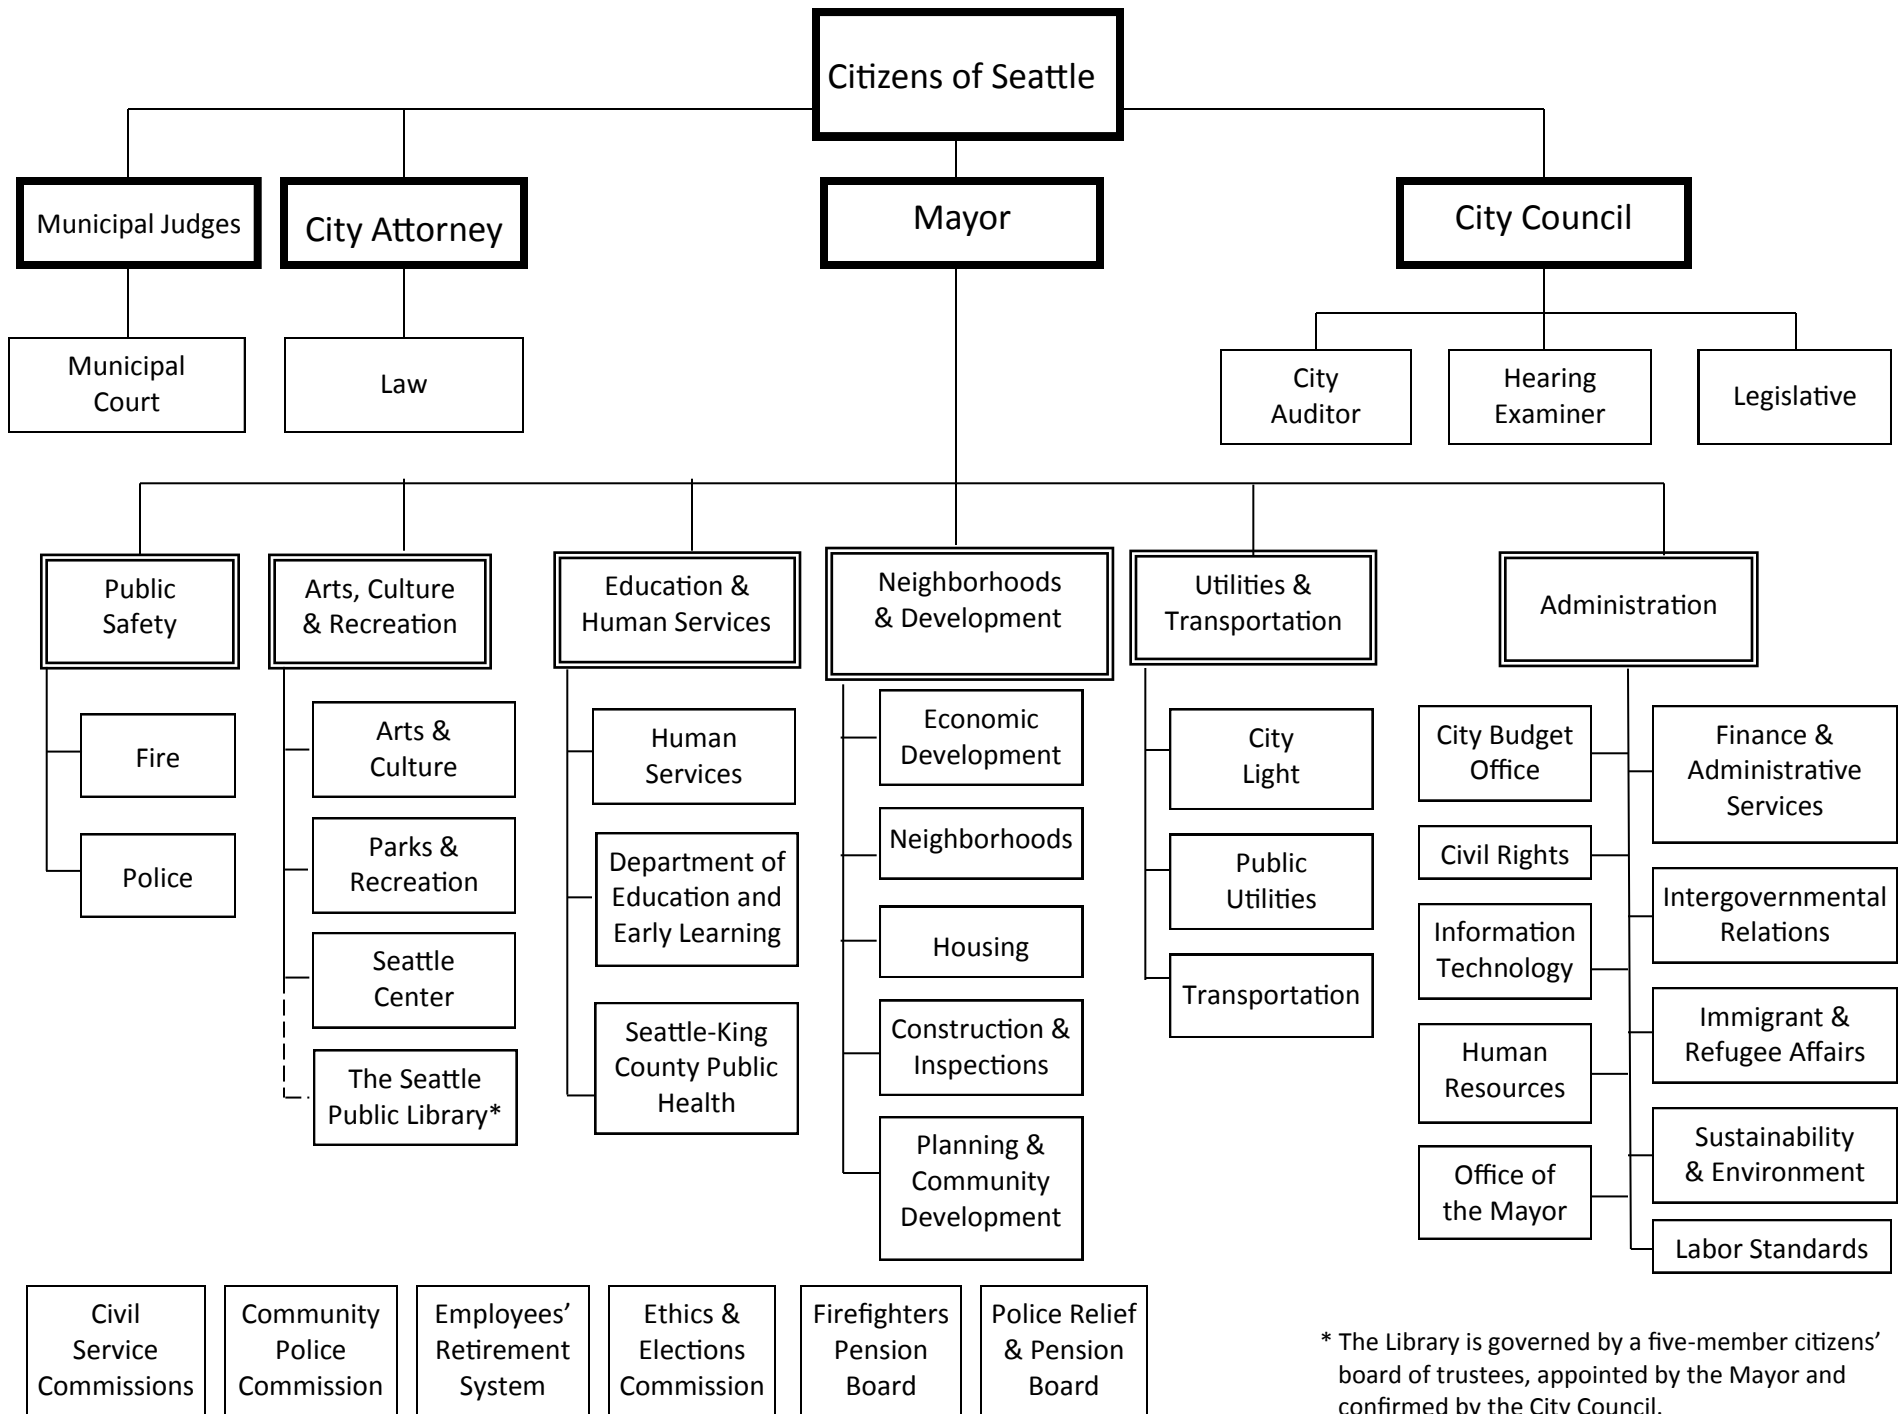 Citizens of Seattle
Municipal Judges
City Attorney
Mayor
City Council
Municipal
Court
Law
City
Auditor
Hearing
Examiner
Legislative
Public
Safety
Arts, Culture
& Recreation
Education &
Human Services
Neighborhoods
& Development
Utilities &
Transportation
Administration
Fire
Police
Arts &
Culture
Parks &
Recreation
Seattle
Center
The Seattle
Public Library*
Human
Services
Department of
Education and
Early Learning
Seattle-King
County Public
Health
Economic
Development
Neighborhoods
Housing
Construction &
Inspections
Planning &
Community
Development
City
Light
Public
Utilities
Transportation
City Budget
Office
Civil Rights
Information
Technology
Human
Resources
Office of
the Mayor
Finance &
Administrative
Services
Intergovernmental
Relations
Immigrant &
Refugee Affairs
Sustainability
& Environment
Labor Standards
Civil
Service
Commissions
Community
Police
Commission
Employees’
Retirement
System
Ethics &
Elections
Commission
Firefighters
Pension
Board
Police Relief
& Pension
Board
* The Library is governed by a five-member citizens’
board of trustees, appointed by the Mayor and
confirmed by the City Council.